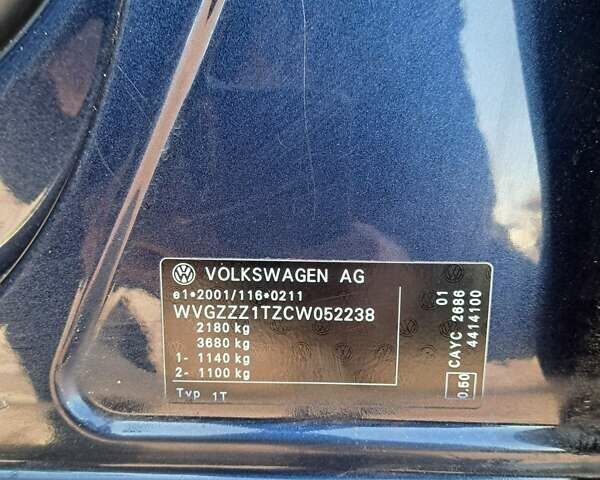 VOLKSWAGEN AG
e1*2001/116*0211
WVGZZZ1TZCW052238
2180 kg
3680 kg
1- 1140 kg
2- 1100 kg
Typ 1T
01
CAYC 2686
4414100
0.50